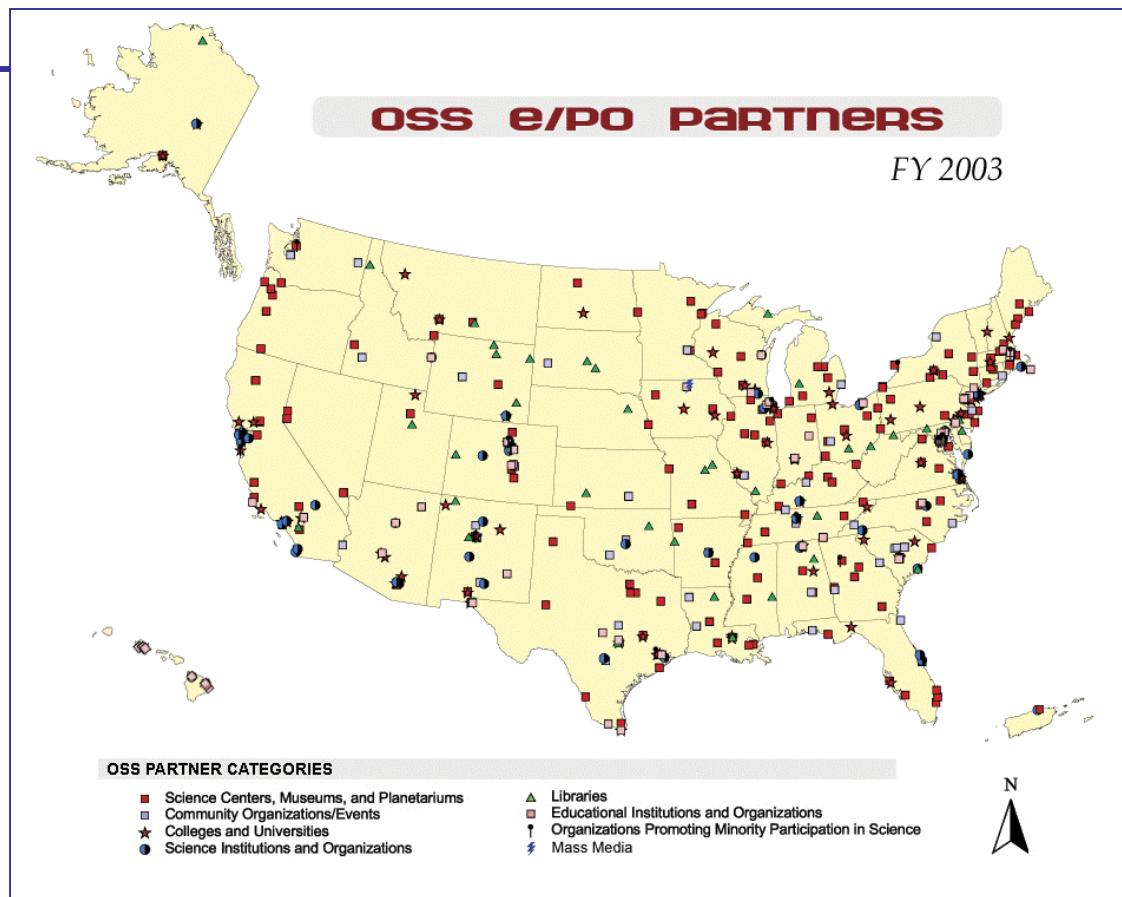 OSS E/PO PARTNERS
FY 2003
OSS PARTNER CATEGORIES
Science Centers, Museums, and Planetariums
Community Organizations/Events
Colleges and Universities
Science Institutions and Organizations
Libraries
Educational Institutions and Organizations
Organizations Promoting Minority Participation in Science
Mass Media
N